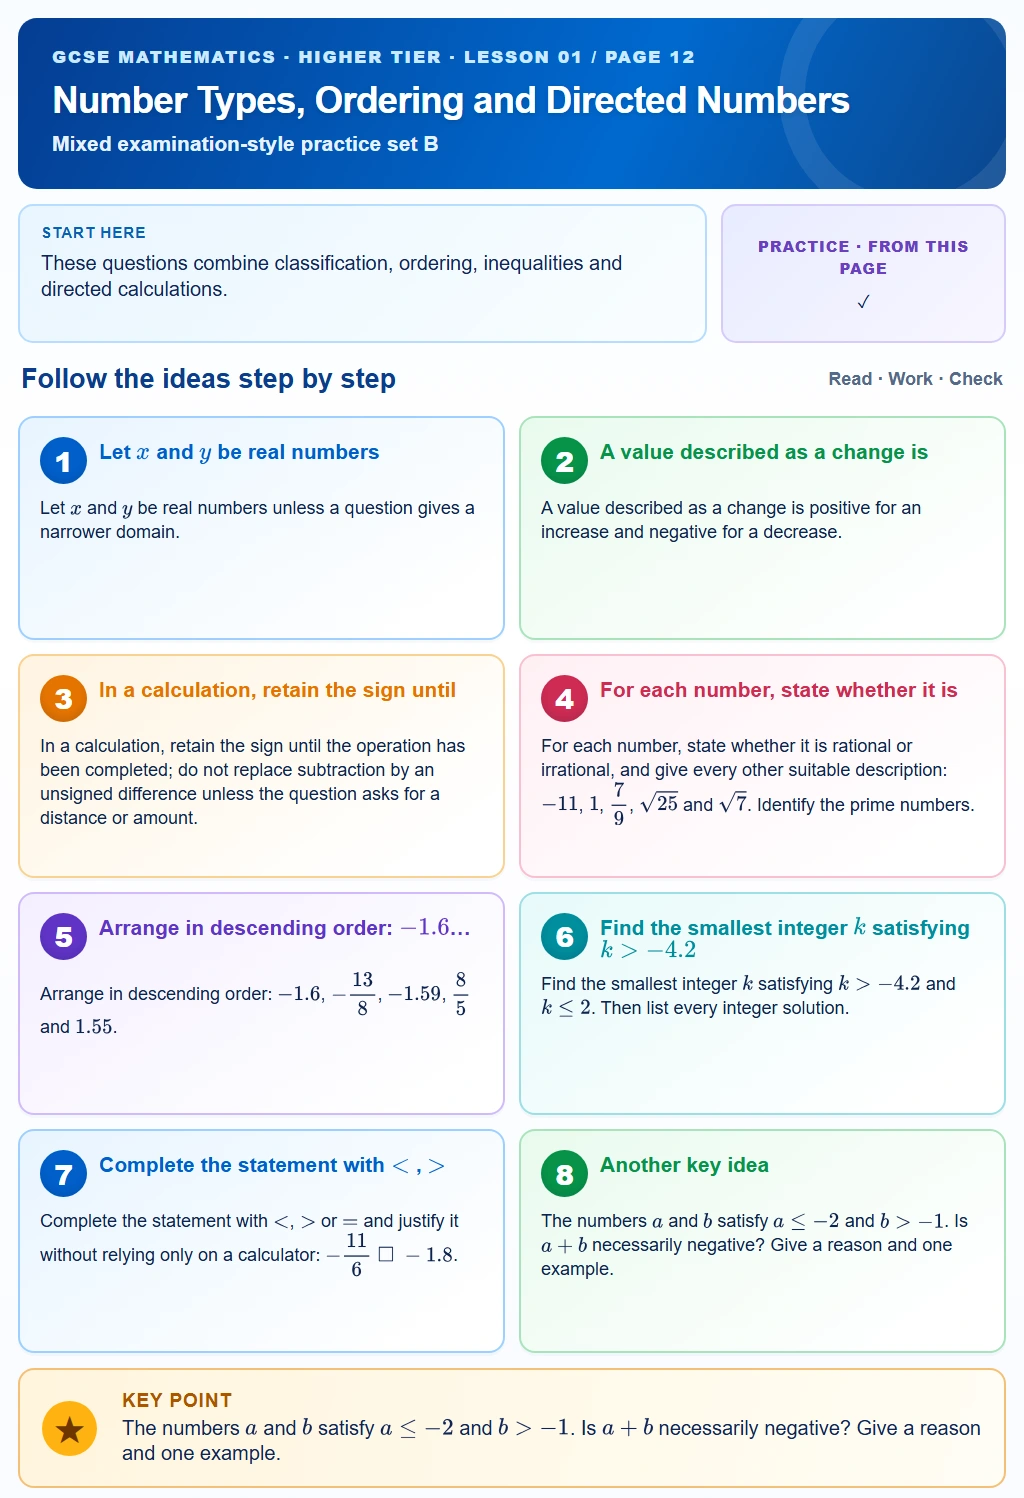 GCSE MATHEMATICS · HIGHER TIER · LESSON 01 / PAGE 12
Number Types, Ordering and Directed Numbers
Mixed examination-style practice set B
START HERE
These questions combine classification, ordering, inequalities and
directed calculations.
PRACTICE · FROM THIS
PAGE
✓
Follow the ideas step by step
Read · Work · Check
1
Let x and y be real numbers
Let x and y be real numbers unless a question gives a
narrower domain.
2
A value described as a change is
A value described as a change is positive for an
increase and negative for a decrease.
3
In a calculation, retain the sign until
In a calculation, retain the sign until the operation has
been completed; do not replace subtraction by an
unsigned difference unless the question asks for a
distance or amount.
4
For each number, state whether it is
For each number, state whether it is rational or
irrational, and give every other suitable description:
−11, 1, 7/9, √25 and √7. Identify the prime numbers.
5
Arrange in descending order: −1.6...
Arrange in descending order: −1.6, −13/8, −1.59, 8/5
and 1.55.
6
Find the smallest integer k satisfying
k > −4.2
Find the smallest integer k satisfying k > −4.2 and
k ≤ 2. Then list every integer solution.
7
Complete the statement with < , >
Complete the statement with <, > or = and justify it
without relying only on a calculator: −11/6 □ − 1.8.
8
Another key idea
The numbers a and b satisfy a ≤ −2 and b > −1. Is
a + b necessarily negative? Give a reason and one
example.
KEY POINT
The numbers a and b satisfy a ≤ −2 and b > −1. Is a + b necessarily negative? Give a reason
and one example.